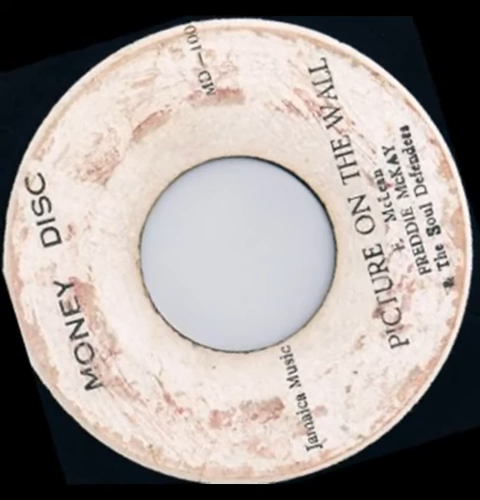 MONEY DISC
MD-100
Jamaica Music
PICTURE ON THE WALL
F. McLean
FREDDIE McKAY
& The Soul Defenders